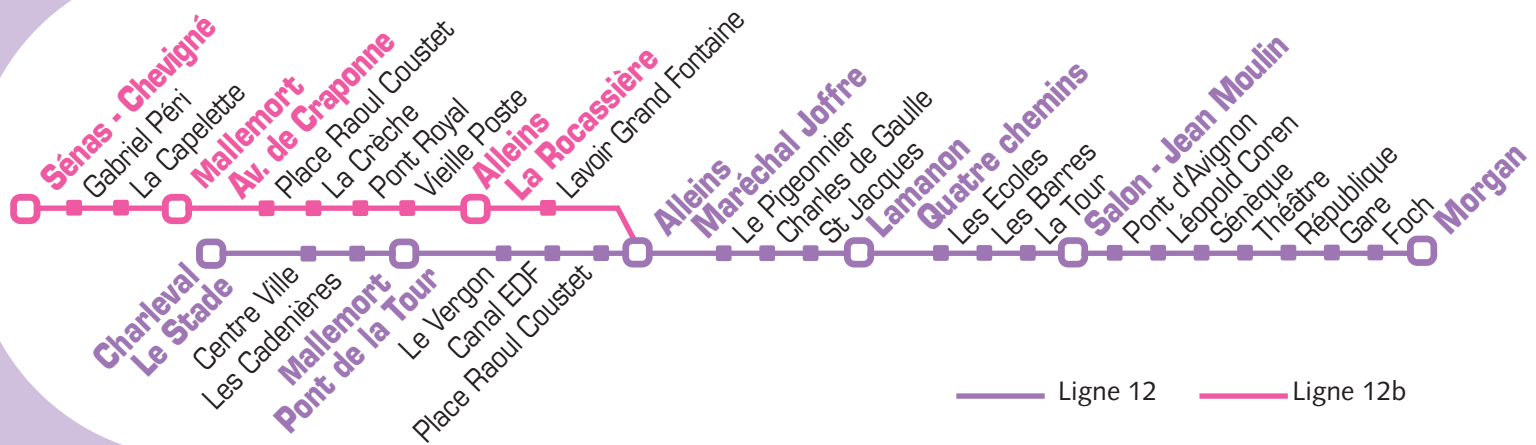 Sénas - Chevigné
Gabriel Péri
La Capelette
Mallemort
Av. de Craponne
Place Raoul Coustet
La Crèche
Pont Royal
Vieille Poste
Alleins
La Rocassière
Lavoir Grand Fontaine
Alleins
Maréchal Joffre
Le Pigeonnier
Charles de Gaulle
St Jacques
Lamanon
Quatre chemins
Les Ecoles
Les Barres
La Tour
Salon - Jean Moulin
Pont d'Avignon
Léopold Coren
Sénèque
Théâtre
République
Gare
Foch
Morgan
Charleval
Le Stade
Centre Ville
Les Cadenières
Mallemort
Pont de la Tour
Le Vergon
Canal EDF
Place Raoul Coustet
Ligne 12
Ligne 12b